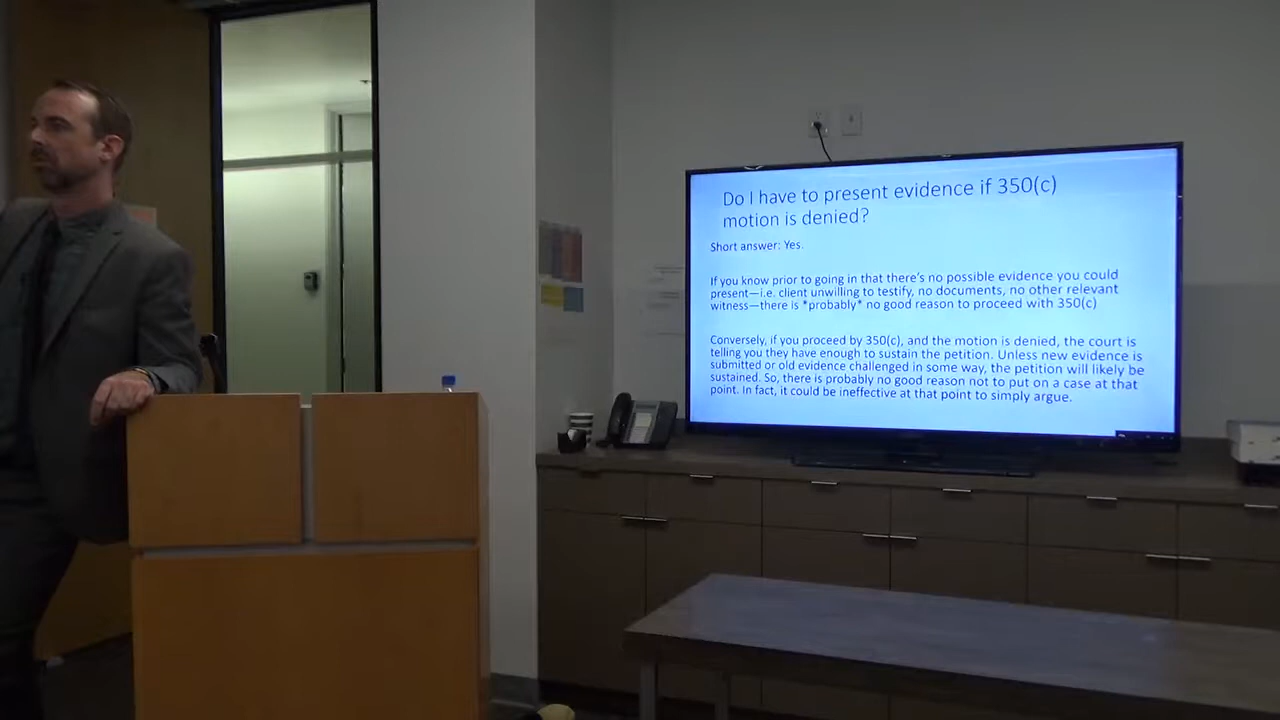 Do I have to present evidence if 350(c)
motion is denied?
Short answer: Yes.
If you know prior to going in that there's no possible evidence you could
present—i.e. client unwilling to testify, no documents, no other relevant
witness—there is *probably* no good reason to proceed with 350(c)
Conversely, if you proceed by 350(c), and the motion is denied, the court is
telling you they have enough to sustain the petition. Unless new evidence is
submitted or old evidence challenged in some way, the petition will likely be
sustained. So, there is probably no good reason not to put on a case at that
point. In fact, it could be ineffective at that point to simply argue.